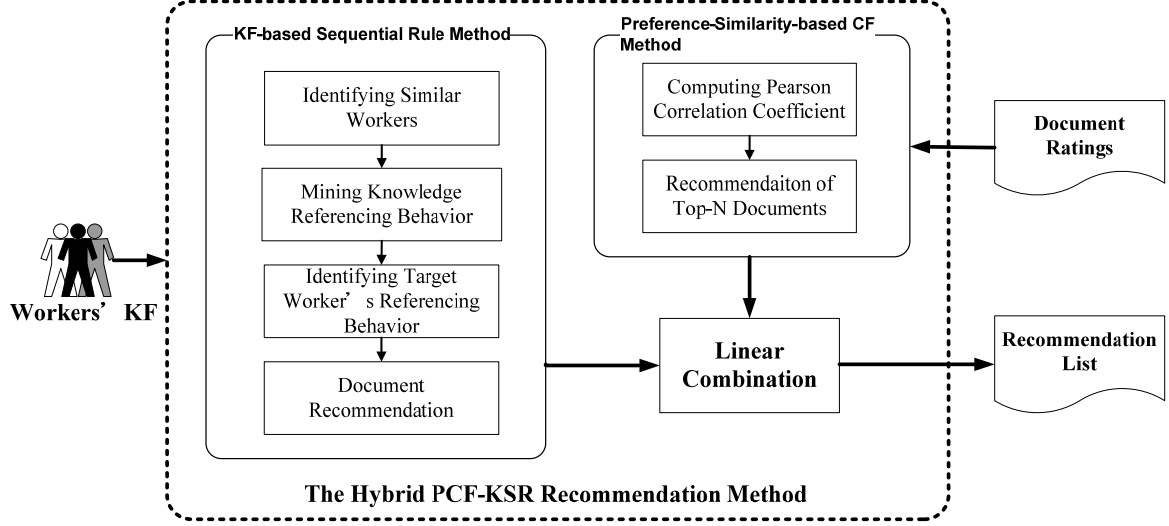 KF-based Sequential Rule Method
Identifying Similar
Workers
Mining Knowledge
Referencing Behavior
Identifying Target
Worker’s Referencing
Behavior
Document
Recommendation
Preference-Similarity-based CF
Method
Computing Pearson
Correlation Coefficient
Recommendaiton of
Top-N Documents
Document
Ratings
Workers’ KF
Linear
Combination
Recommendation
List
The Hybrid PCF-KSR Recommendation Method